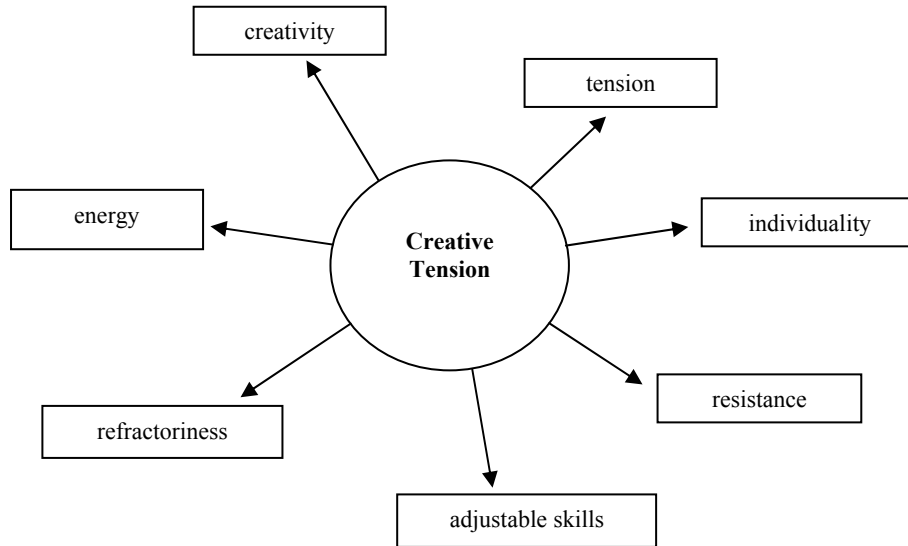 creativity
tension
energy
individuality
Creative
Tension
refractoriness
resistance
adjustable skills